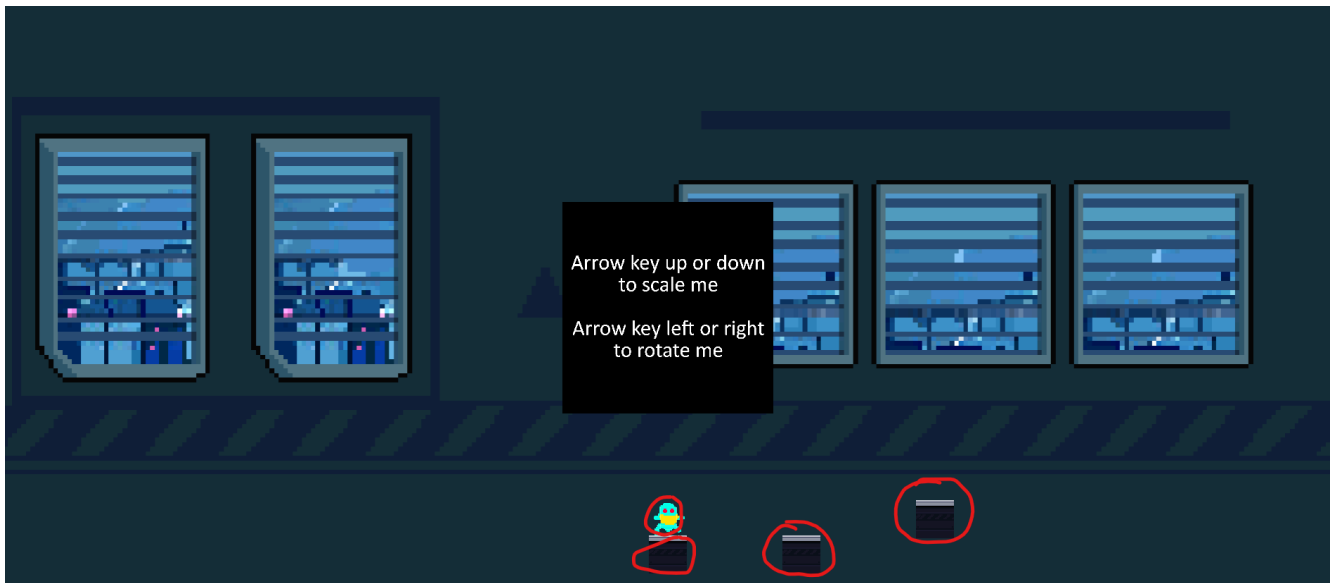 Arrow key up or down
to scale me
Arrow key left or right
to rotate me